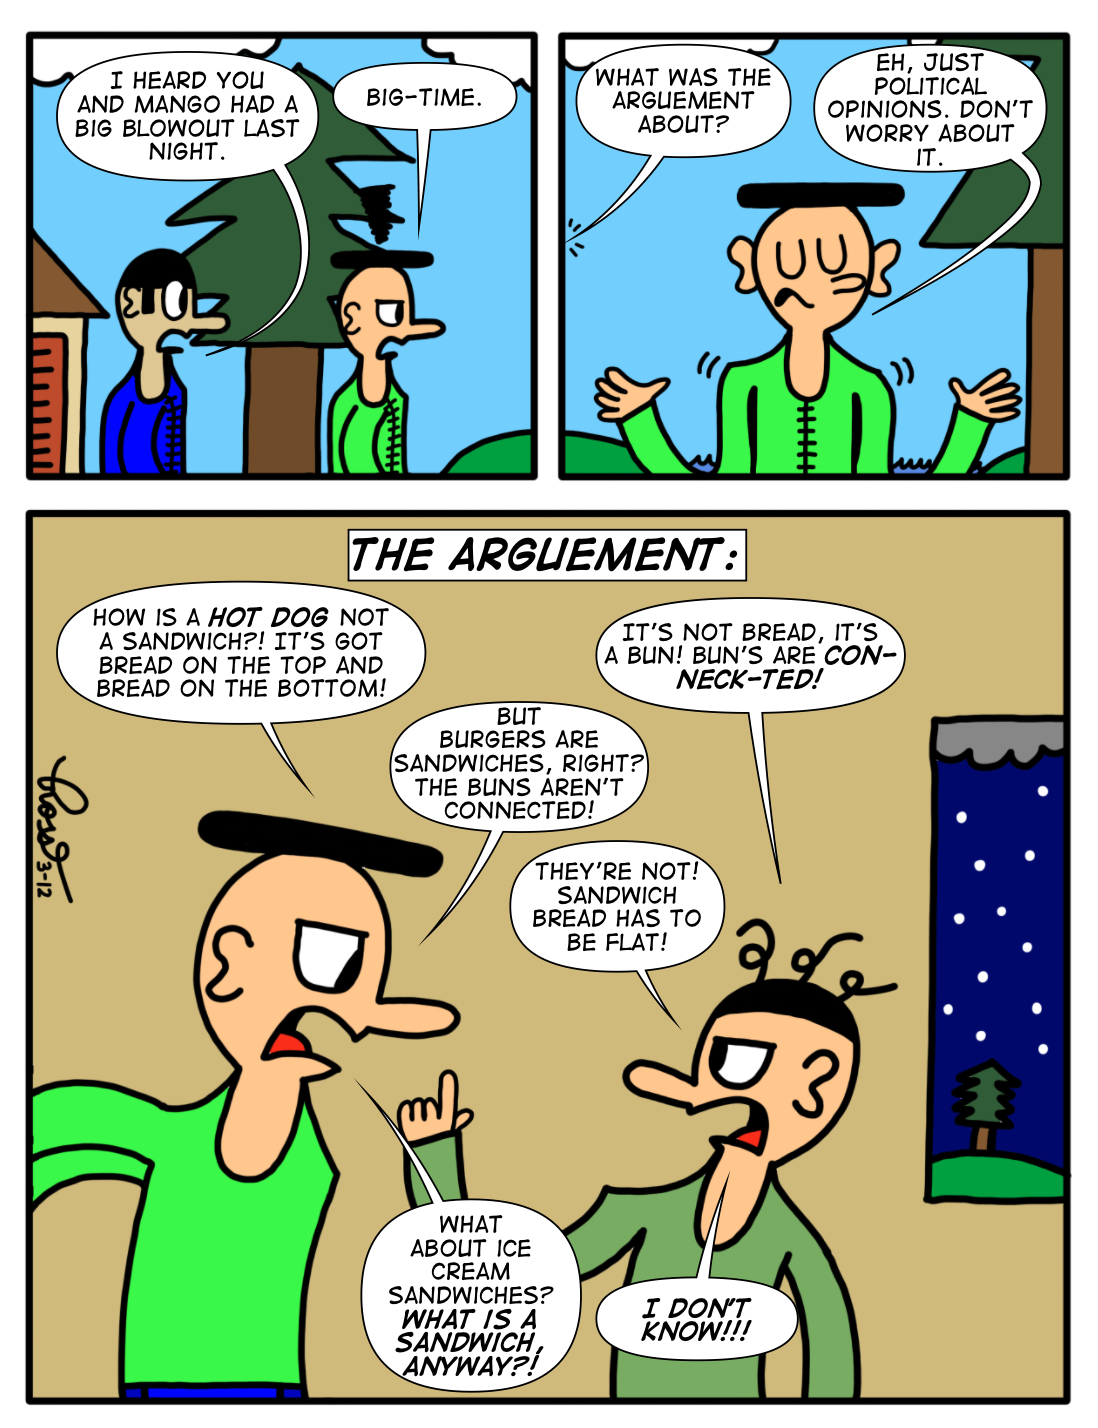 I HEARD YOU
AND MANGO HAD A
BIG BLOWOUT LAST
NIGHT.
BIG-TIME.
WHAT WAS THE
ARGUEMENT
ABOUT?
EH, JUST
POLITICAL
OPINIONS. DON'T
WORRY ABOUT
IT.
THE ARGUEMENT:
HOW IS A HOT DOG NOT
A SANDWICH?! IT'S GOT
BREAD ON THE TOP AND
BREAD ON THE BOTTOM!
IT'S NOT BREAD, IT'S
A BUN! BUN'S ARE CON-
NECK-TED!
BUT
BURGERS ARE
SANDWICHES, RIGHT?
THE BUNS AREN'T
CONNECTED!
THEY'RE NOT!
SANDWICH
BREAD HAS TO
BE FLAT!
WHAT
ABOUT ICE
CREAM
SANDWICHES?
WHAT IS A
SANDWICH,
ANYWAY?!
I DON'T
KNOW!!!
3-12